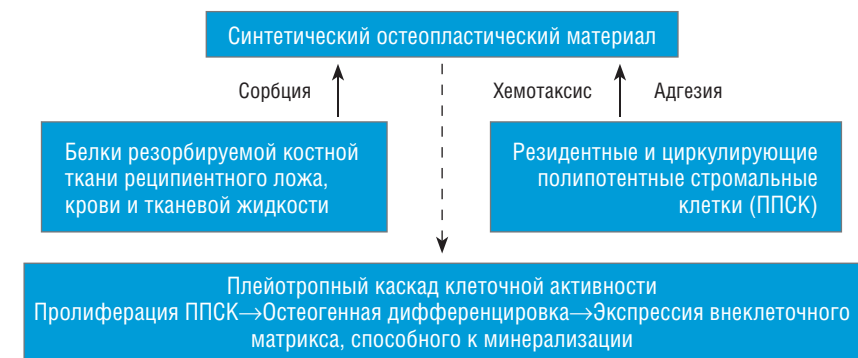 Синтетический остеопластический материал
Сорбция
Хемотаксис
Адгезия
Белки резорбируемой костной
ткани реципиентного ложа,
крови и тканевой жидкости
Резидентные и циркулирующие
полипотентные стромальные
клетки (ППСК)
Плейотропный каскад клеточной активности
Пролиферация ППСК→Остеогенная дифференцировка→Экспрессия внеклеточного
матрикса, способного к минерализации